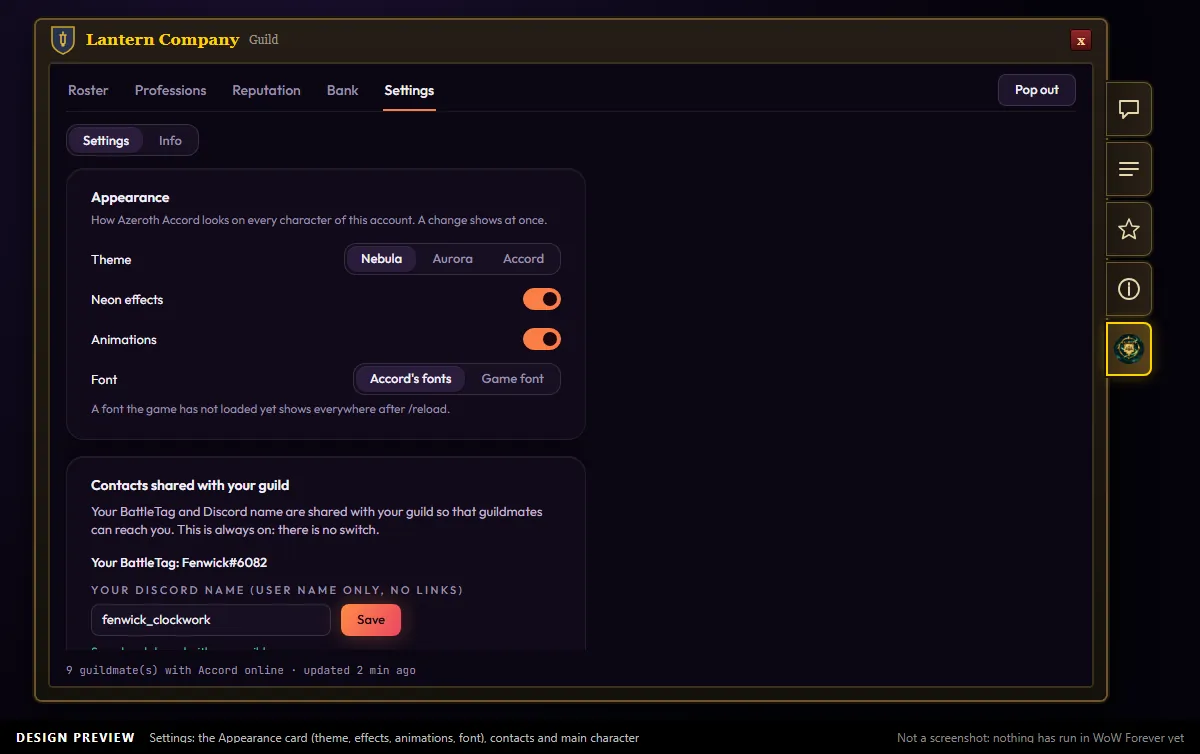 Lantern Company Guild
x
Roster Professions Reputation Bank Settings
Pop out
Settings Info
Appearance
How Azeroth Accord looks on every character of this account. A change shows at once.
Theme Nebula Aurora Accord
Neon effects
Animations
Font Accord's fonts Game font
A font the game has not loaded yet shows everywhere after /reload.
Contacts shared with your guild
Your BattleTag and Discord name are shared with your guild so that guildmates
can reach you. This is always on: there is no switch.
Your BattleTag: Fenwick#6082
YOUR DISCORD NAME (USER NAME ONLY, NO LINKS)
fenwick_clockwork Save
9 guildmate(s) with Accord online · updated 2 min ago
DESIGN PREVIEW Settings: the Appearance card (theme, effects, animations, font), contacts and main character
Not a screenshot: nothing has run in WoW Forever yet